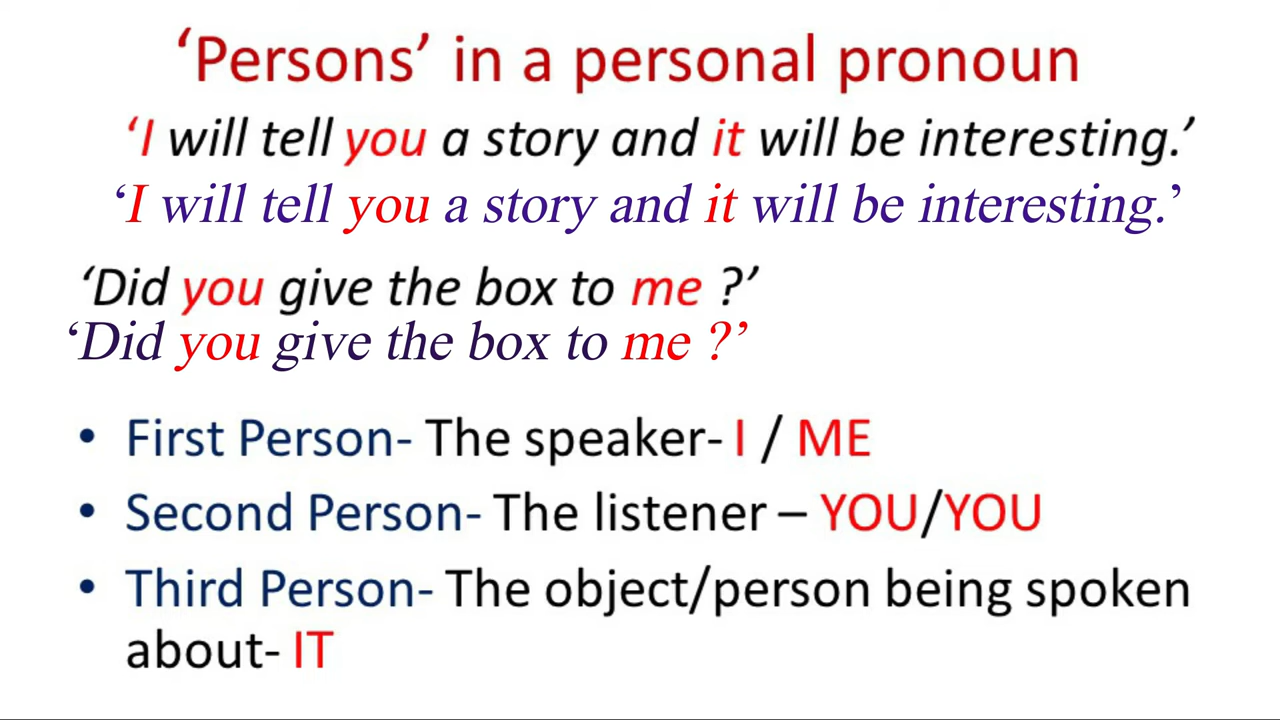 ‘Persons’ in a personal pronoun
‘I will tell you a story and it will be interesting.’
‘I will tell you a story and it will be interesting.’
‘Did you give the box to me ?’
‘Did you give the box to me ?’
• First Person- The speaker- I / ME
• Second Person- The listener – YOU/YOU
• Third Person- The object/person being spoken
about- IT